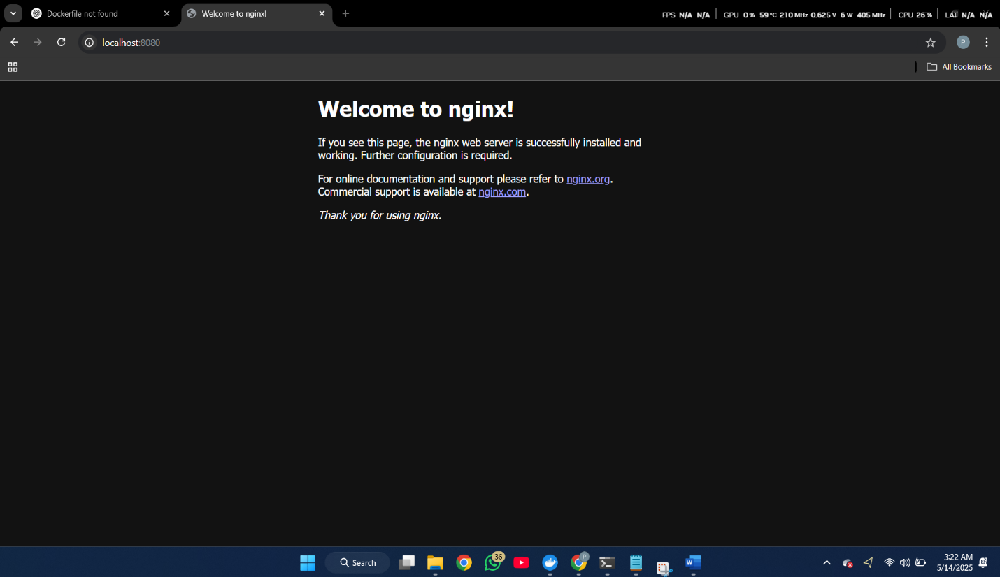 Dockerfile not found
Welcome to nginx!
FPS N/A N/A GPU 0% 59°C 210 MHz 0.625 V 6 W 405 MHz CPU 26% LAT N/A N/A
localhost:8080
P
All Bookmarks
Welcome to nginx!
If you see this page, the nginx web server is successfully installed and
working. Further configuration is required.
For online documentation and support please refer to nginx.org.
Commercial support is available at nginx.com.
Thank you for using nginx.
Search
36
P
W
3:22 AM
5/14/2025